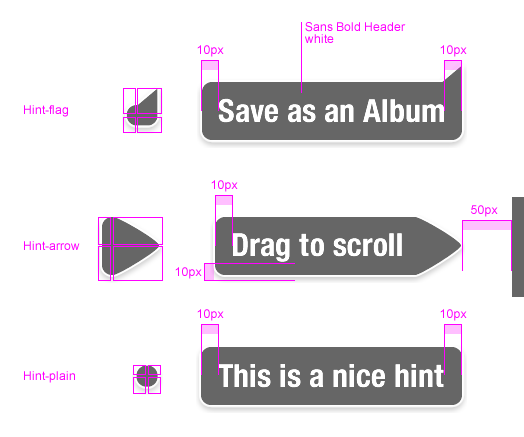 Sans Bold Header
white
10px
10px
Hint-flag
Save as an Album
10px
50px
Hint-arrow
Drag to scroll
10px
10px
10px
Hint-plain
This is a nice hint